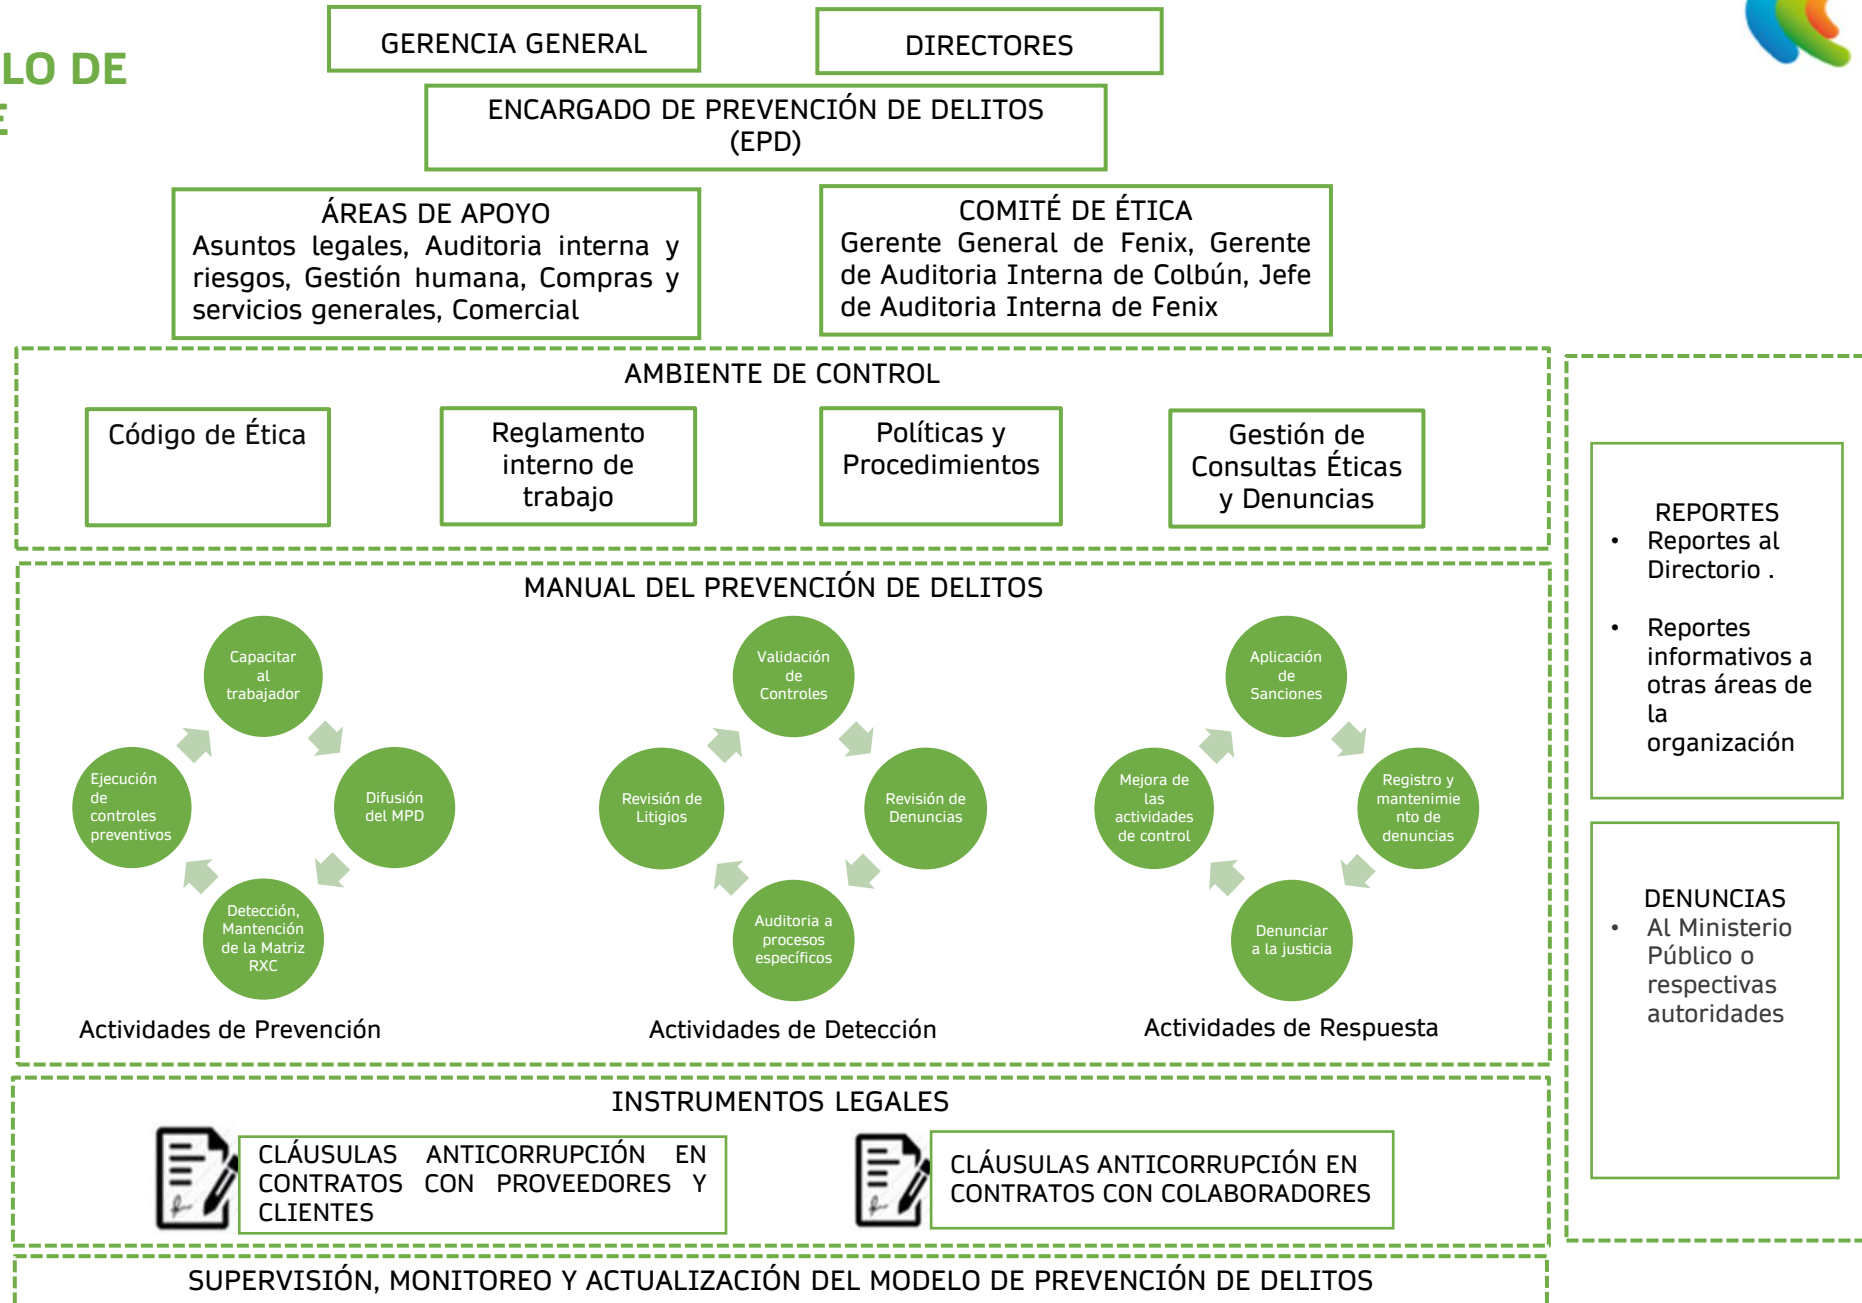 LO DE
E
GERENCIA GENERAL
DIRECTORES
ENCARGADO DE PREVENCIÓN DE DELITOS
(EPD)
ÁREAS DE APOYO
Asuntos legales, Auditoria interna y
riesgos, Gestión humana, Compras y
servicios generales, Comercial
COMITÉ DE ÉTICA
Gerente General de Fenix, Gerente
de Auditoria Interna de Colbún, Jefe
de Auditoria Interna de Fenix
AMBIENTE DE CONTROL
Código de Ética
Reglamento
interno de
trabajo
Políticas y
Procedimientos
Gestión de
Consultas Éticas
y Denuncias
MANUAL DEL PREVENCIÓN DE DELITOS
Capacitar
al
trabajador
Difusión
del MPD
Detección,
Mantención
de la Matriz
RXC
Ejecución
de
controles
preventivos
Actividades de Prevención
Validación
de
Controles
Revisión de
Denuncias
Auditoria a
procesos
específicos
Revisión de
Litigios
Actividades de Detección
Aplicación
de
Sanciones
Registro y
mantenimie
nto de
denuncias
Denunciar
a la justicia
Mejora de
las
actividades
de control
Actividades de Respuesta
INSTRUMENTOS LEGALES
CLÁUSULAS ANTICORRUPCIÓN EN
CONTRATOS CON PROVEEDORES Y
CLIENTES
CLÁUSULAS ANTICORRUPCIÓN EN
CONTRATOS CON COLABORADORES
SUPERVISIÓN, MONITOREO Y ACTUALIZACIÓN DEL MODELO DE PREVENCIÓN DE DELITOS
REPORTES
• Reportes al
Directorio .
• Reportes
informativos a
otras áreas de
la
organización
DENUNCIAS
• Al Ministerio
Público o
respectivas
autoridades